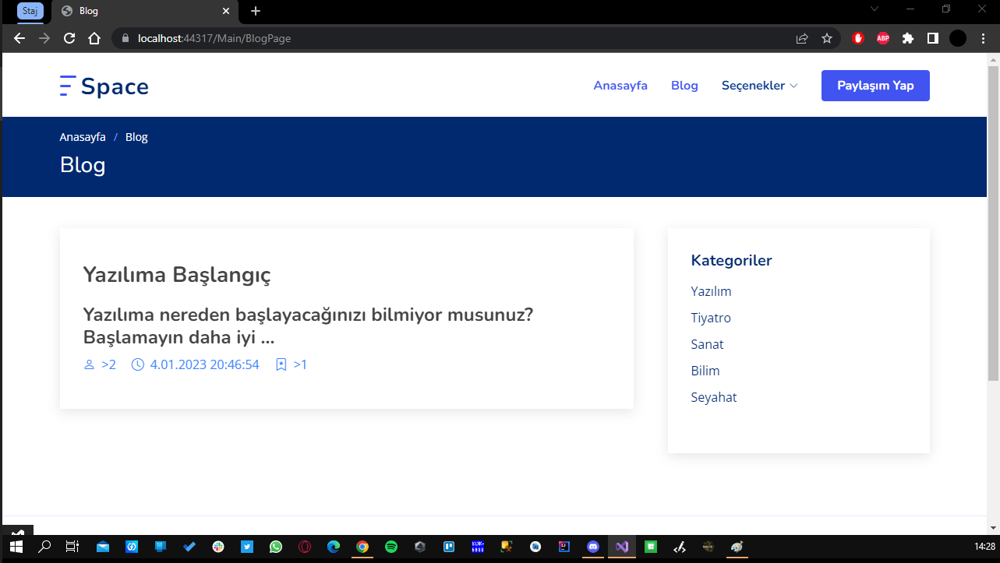 Staj
Blog
localhost:44317/Main/BlogPage
ABP
Space
Anasayfa
Blog
Seçenekler
Paylaşım Yap
Anasayfa / Blog
Blog
Yazılıma Başlangıç
Yazılıma nereden başlayacağınızı bilmiyor musunuz?
Başlamayın daha iyi ...
>2
4.01.2023 20:46:54
>1
Kategoriler
Yazılım
Tiyatro
Sanat
Bilim
Seyahat
14:28